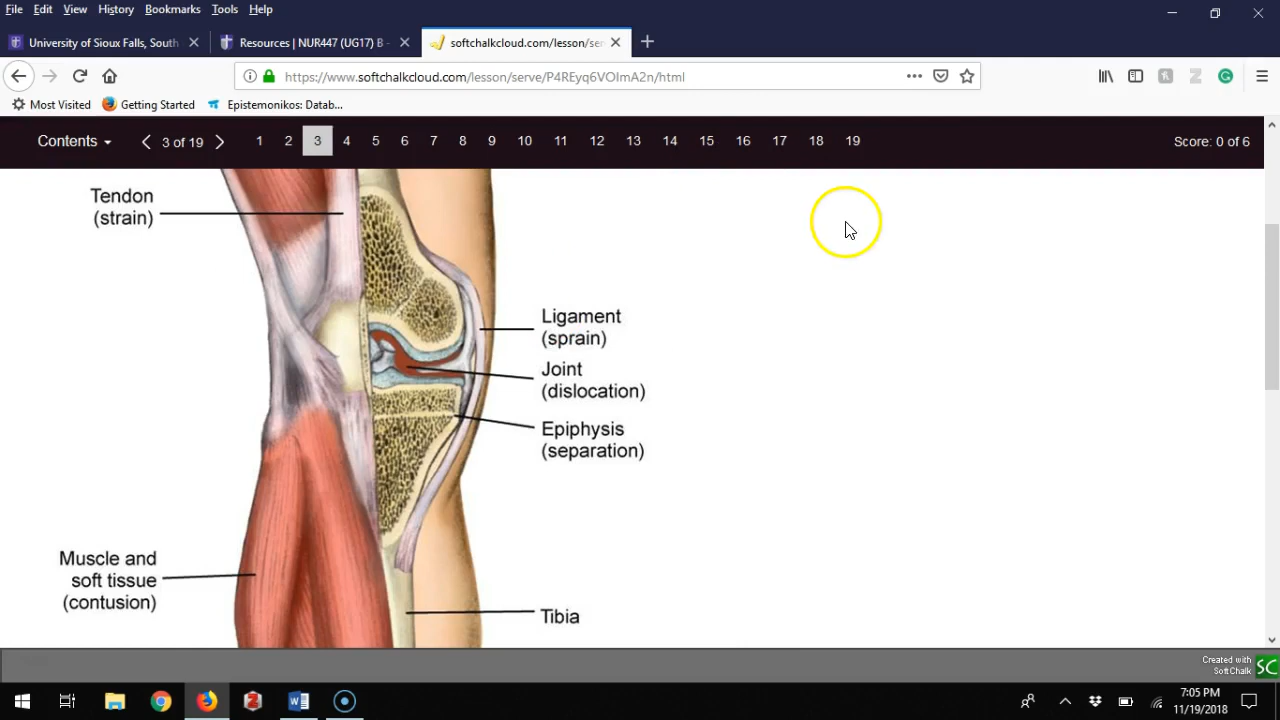 File Edit View History Bookmarks Tools Help
University of Sioux Falls, South
Resources | NUR447 (UG17) B -
softchalkcloud.com/lesson/ser
https://www.softchalkcloud.com/lesson/serve/P4REyq6VOImA2n/html
Most Visited Getting Started Epistemonikos: Datab...
Contents 3 of 19 1 2 3 4 5 6 7 8 9 10 11 12 13 14 15 16 17 18 19 Score: 0 of 6
Tendon
(strain)
Ligament
(sprain)
Joint
(dislocation)
Epiphysis
(separation)
Muscle and
soft tissue
(contusion)
Tibia
Created with
SoftChalk
SC
7:05 PM
11/19/2018